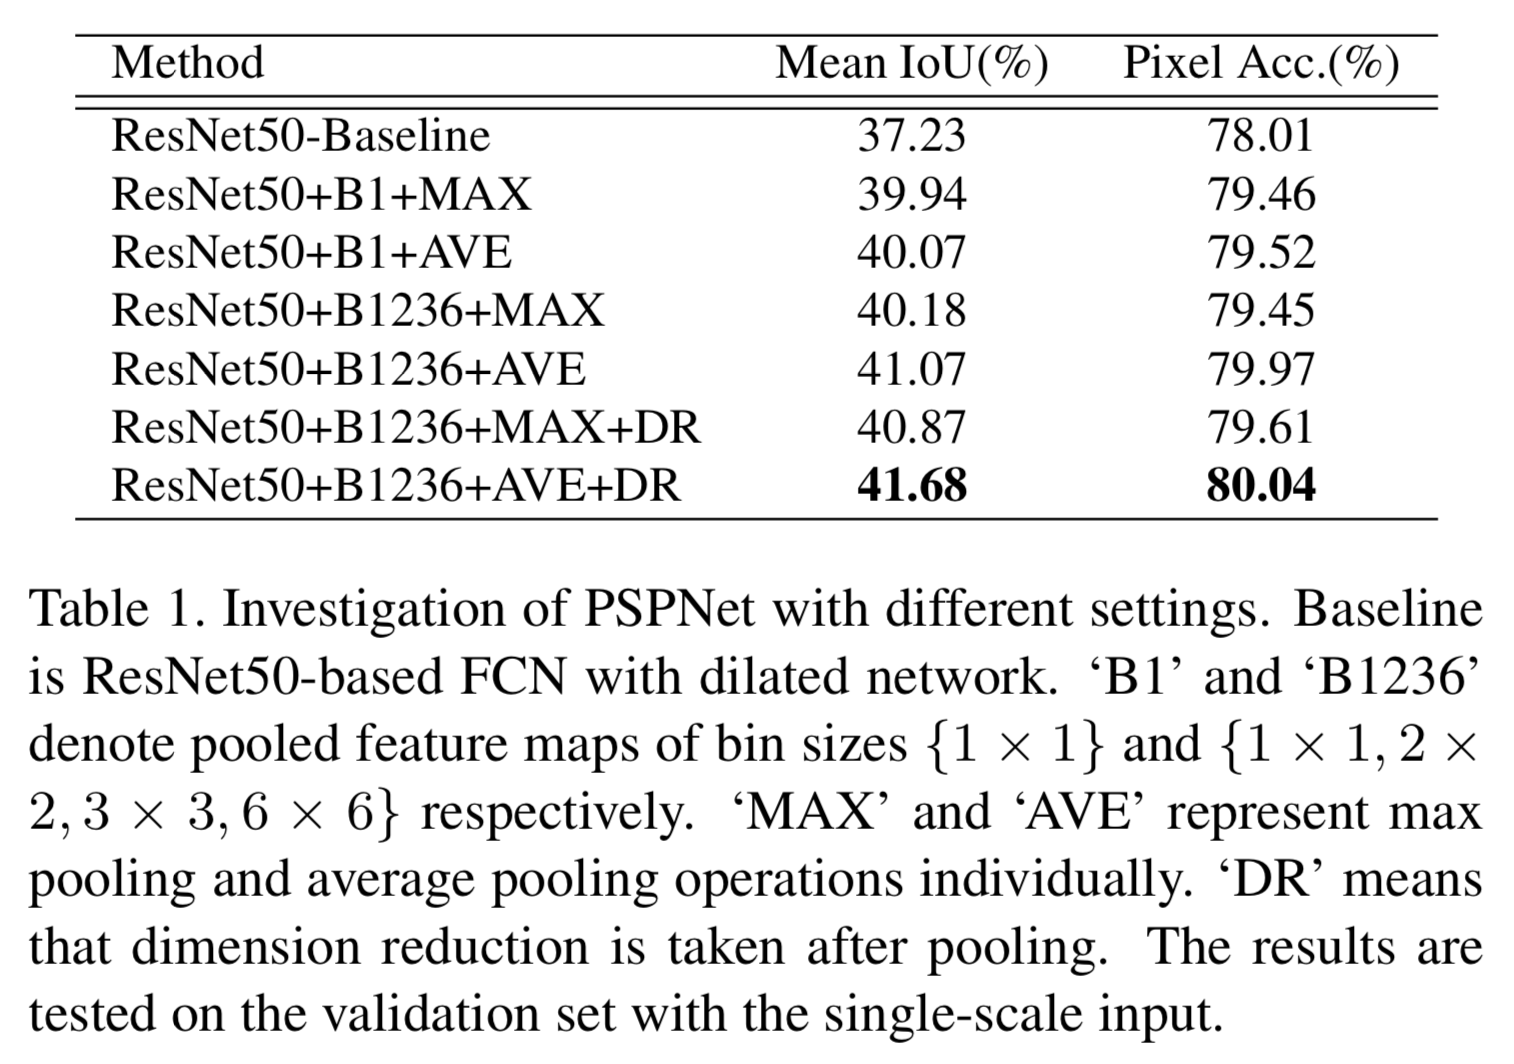 Method Mean IoU(%) Pixel Acc.(%)
ResNet50-Baseline 37.23 78.01
ResNet50+B1+MAX 39.94 79.46
ResNet50+B1+AVE 40.07 79.52
ResNet50+B1236+MAX 40.18 79.45
ResNet50+B1236+AVE 41.07 79.97
ResNet50+B1236+MAX+DR 40.87 79.61
ResNet50+B1236+AVE+DR 41.68 80.04
Table 1. Investigation of PSPNet with different settings. Baseline
is ResNet50-based FCN with dilated network. ‘B1’ and ‘B1236’
denote pooled feature maps of bin sizes {1 × 1} and {1 × 1, 2 ×
2, 3 × 3, 6 × 6} respectively. ‘MAX’ and ‘AVE’ represent max
pooling and average pooling operations individually. ‘DR’ means
that dimension reduction is taken after pooling. The results are
tested on the validation set with the single-scale input.